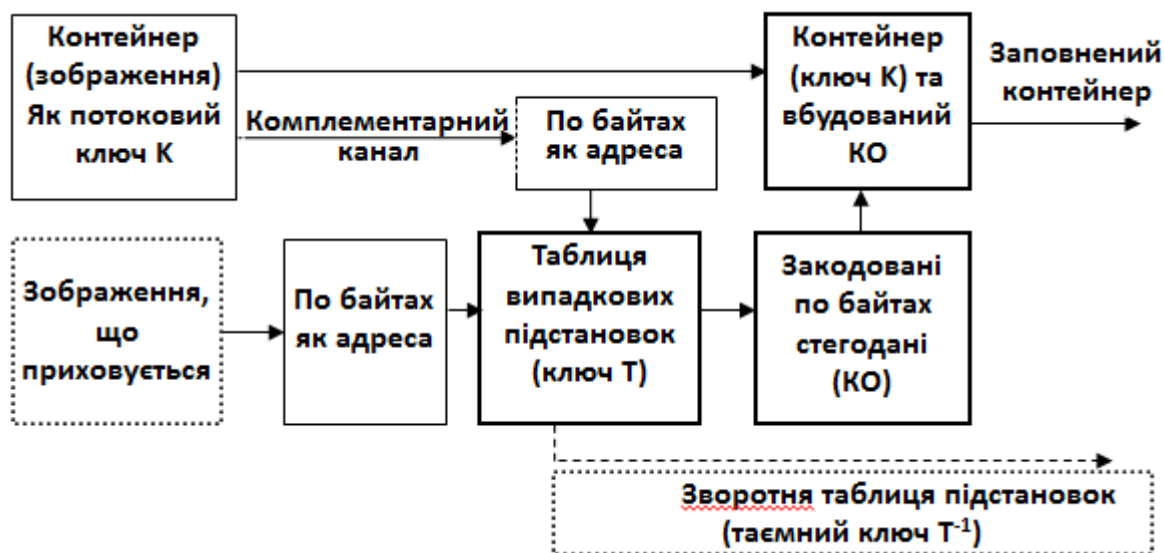 Контейнер
(зображення)
Як потоковий
ключ K
Комплементарний
канал
По байтах
як адреса
Контейнер
(ключ K) та
вбудований
КО
Заповнений
контейнер
Зображення,
що
приховується
По байтах
як адреса
Таблиця
випадкових
підстановок
(ключ T)
Закодовані
по байтах
стегодані
(КО)
Зворотня таблиця підстановок
(таємний ключ T⁻¹)